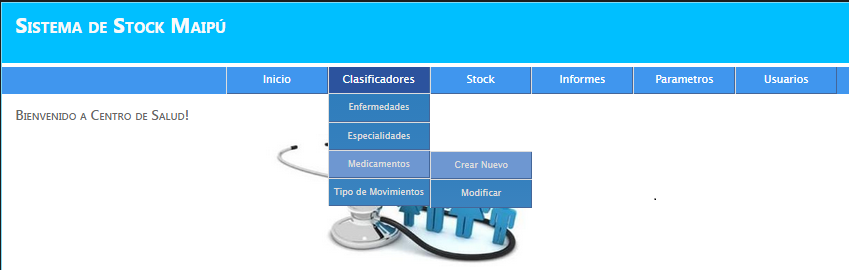 Sistema de Stock Maipú
Inicio Clasificadores Stock Informes Parametros Usuarios
Bienvenido a Centro de Salud!
Enfermedades
Especialidades
Medicamentos Crear Nuevo
Tipo de Movimientos Modificar